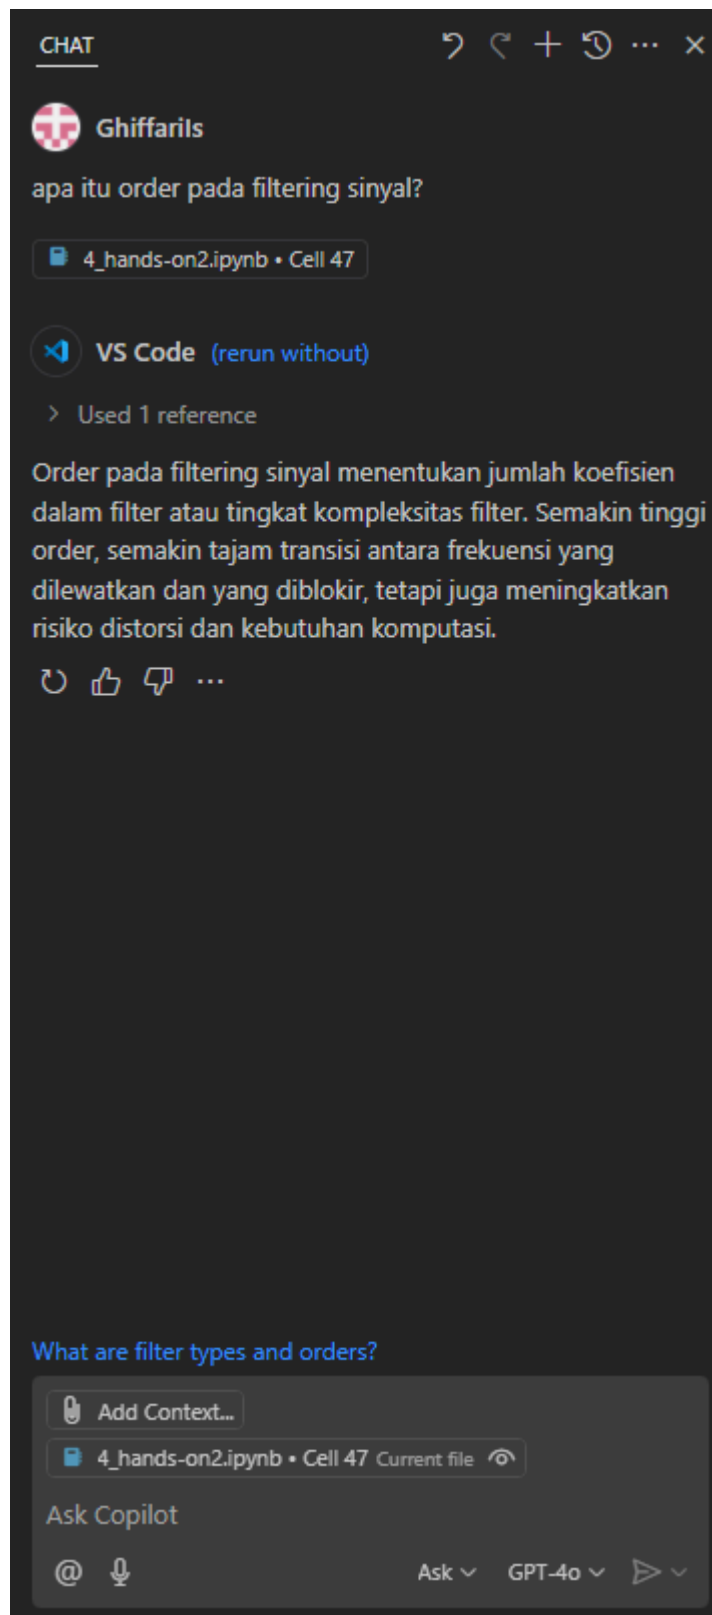 CHAT
GhiffariIs
apa itu order pada filtering sinyal?
4_hands-on2.ipynb • Cell 47
VS Code (rerun without)
Used 1 reference
Order pada filtering sinyal menentukan jumlah koefisien
dalam filter atau tingkat kompleksitas filter. Semakin tinggi
order, semakin tajam transisi antara frekuensi yang
dilewatkan dan yang diblokir, tetapi juga meningkatkan
risiko distorsi dan kebutuhan komputasi.
What are filter types and orders?
Add Context...
4_hands-on2.ipynb • Cell 47 Current file
Ask Copilot
@ Ask GPT-4o